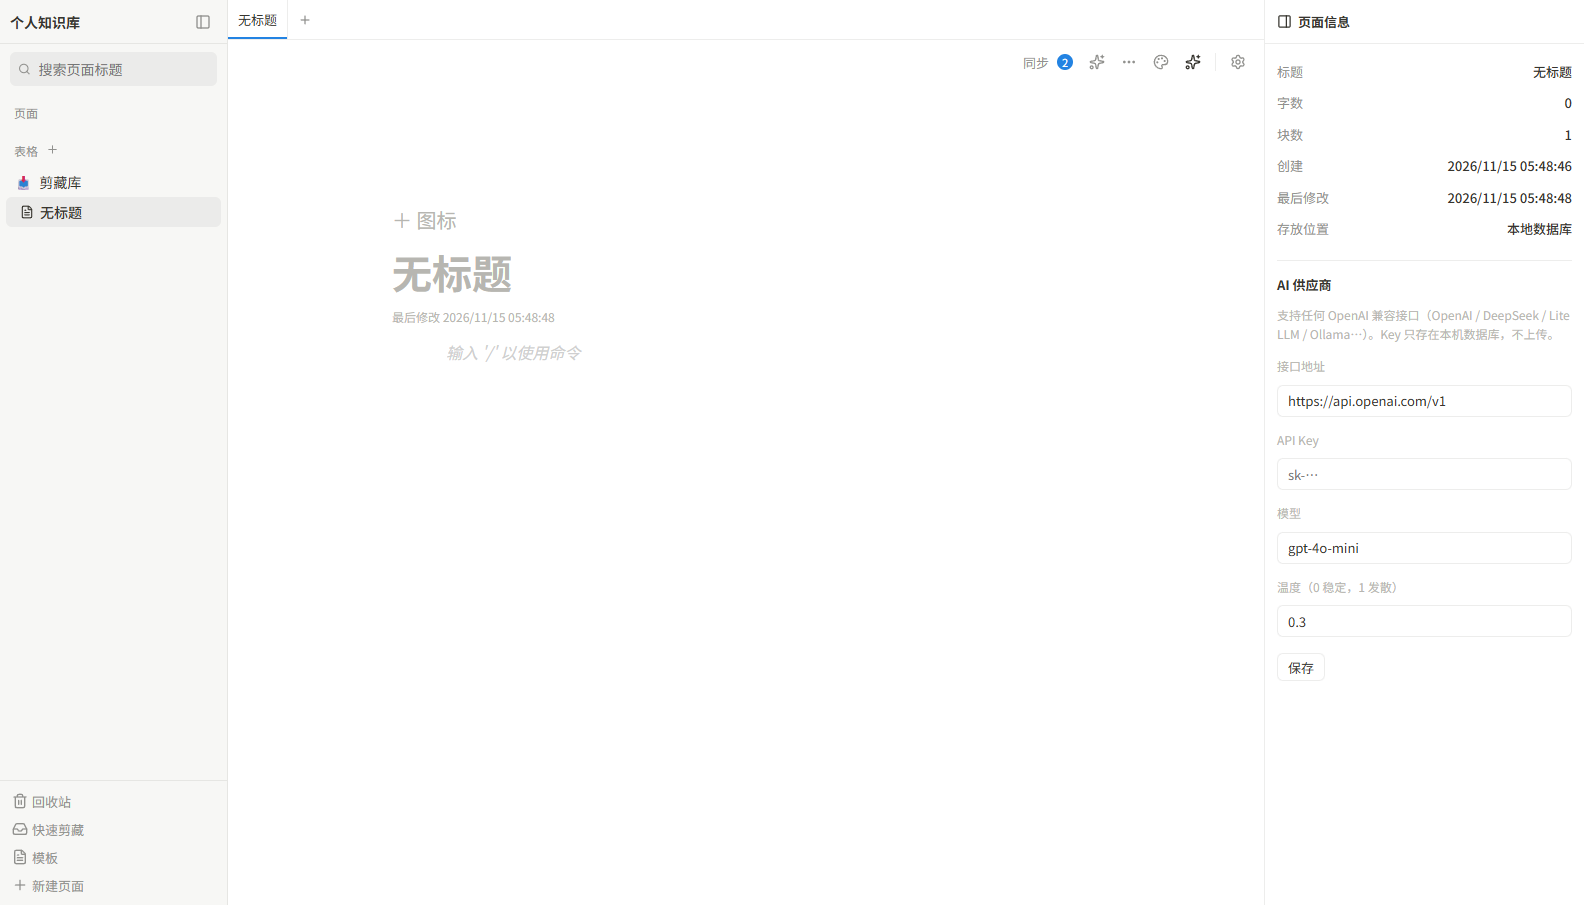 个人知识库
搜索页面标题
页面
表格
剪藏库
无标题
回收站
快速剪藏
模板
新建页面
无标题
同步 2
图标
无标题
最后修改 2026/11/15 05:48:48
输入 '/' 以使用命令
页面信息
标题 无标题
字数 0
块数 1
创建 2026/11/15 05:48:46
最后修改 2026/11/15 05:48:48
存放位置 本地数据库
AI 供应商
支持任何 OpenAI 兼容接口（OpenAI / DeepSeek / Lite
LLM / Ollama…）。Key 只存在本机数据库，不上传。
接口地址
https://api.openai.com/v1
API Key
sk-…
模型
gpt-4o-mini
温度（0 稳定，1 发散）
0.3
保存